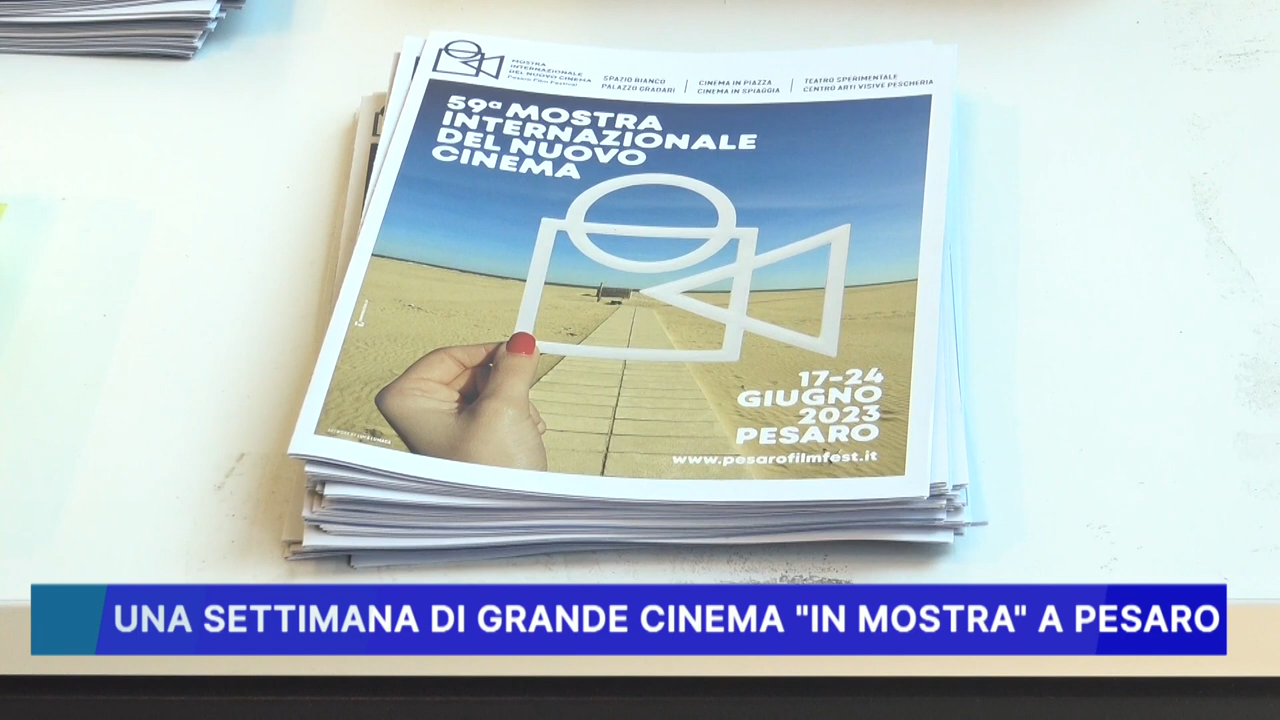 MOSTRA
INTERNAZIONALE
DEL NUOVO CINEMA
Pesaro Film Festival
SPAZIO BIANCO
PALAZZO GRADARI
CINEMA IN PIAZZA
CINEMA IN SPIAGGIA
TEATRO SPERIMENTALE
CENTRO ARTI VISIVE PESCHERIA
59a MOSTRA
INTERNAZIONALE
DEL NUOVO
CINEMA
17-24
GIUGNO
2023
PESARO
www.pesarofilmfest.it
UNA SETTIMANA DI GRANDE CINEMA "IN MOSTRA" A PESARO